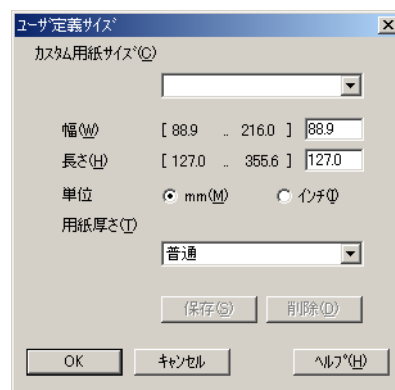 ユーザ定義サイズ
カスタム用紙サイズ(C)
幅(W) [ 88.9 .. 216.0 ] 88.9
長さ(H) [ 127.0 .. 355.6 ] 127.0
単位 mm(M) インチ(I)
用紙厚さ(T)
普通
保存(S) 削除(D)
OK キャンセル ヘルプ(H)